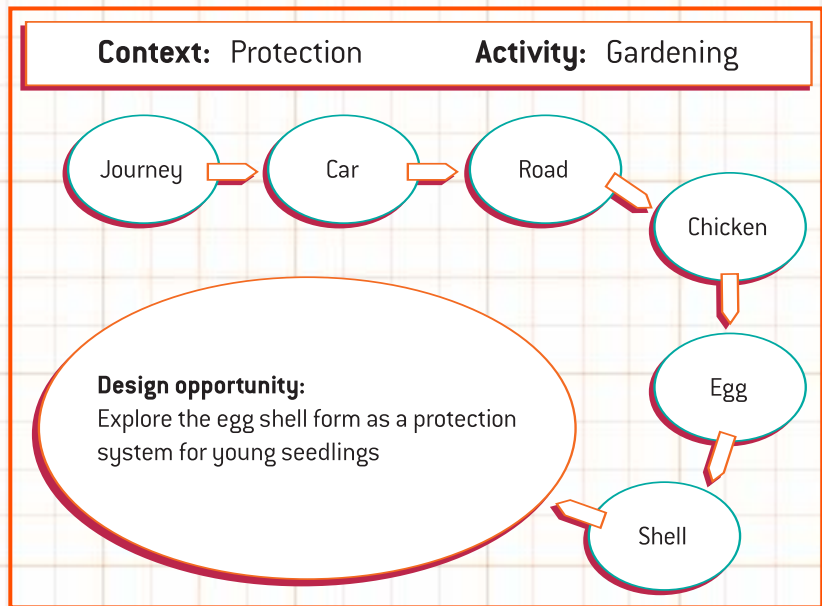 Context: Protection Activity: Gardening
Journey
Car
Road
Chicken
Egg
Shell
Design opportunity:
Explore the egg shell form as a protection
system for young seedlings